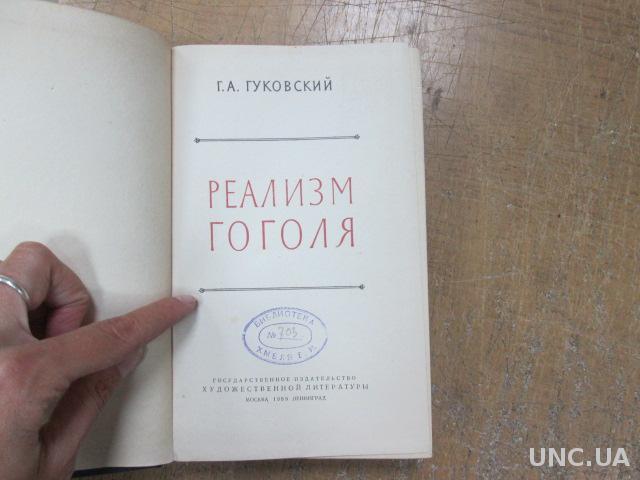 Г.А. ГУКОВСКИЙ
РЕАЛИЗМ
ГОГОЛЯ
БИБЛИОТЕКА
№ 703
ГОСУДАРСТВЕННОЕ ИЗДАТЕЛЬСТВО
ХУДОЖЕСТВЕННОЙ ЛИТЕРАТУРЫ
МОСКВА 1959 ЛЕНИНГРАД
UNC.UA